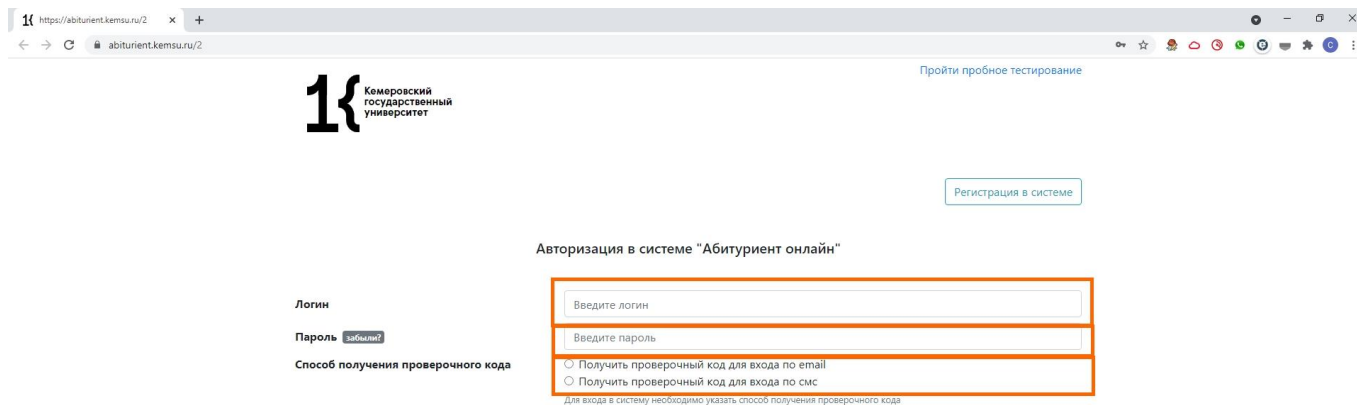 https://abiturient.kemsu.ru/2
abiturient.kemsu.ru/2
Пройти пробное тестирование
1{ Кемеровский
государственный
университет
Регистрация в системе
Авторизация в системе "Абитуриент онлайн"
Логин Введите логин
Пароль забыли? Введите пароль
Способ получения проверочного кода Получить проверочный код для входа по email
Получить проверочный код для входа по смс
Для входа в систему необходимо указать способ получения проверочного кода